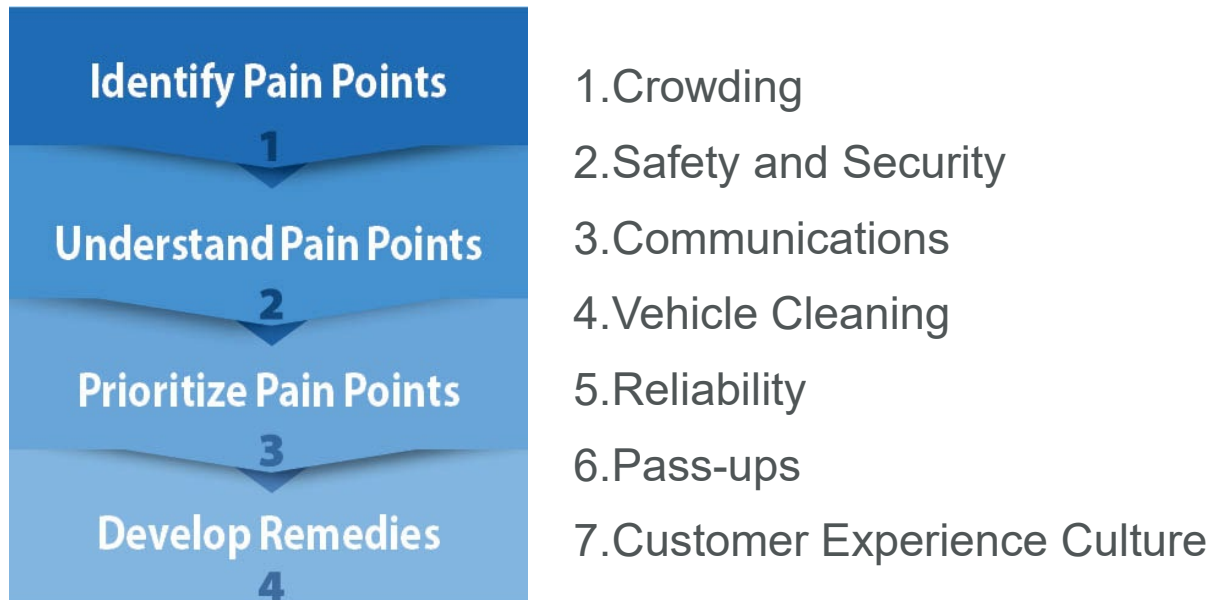 Identify Pain Points
1
Understand Pain Points
2
Prioritize Pain Points
3
Develop Remedies
4
1.Crowding
2.Safety and Security
3.Communications
4.Vehicle Cleaning
5.Reliability
6.Pass-ups
7.Customer Experience Culture